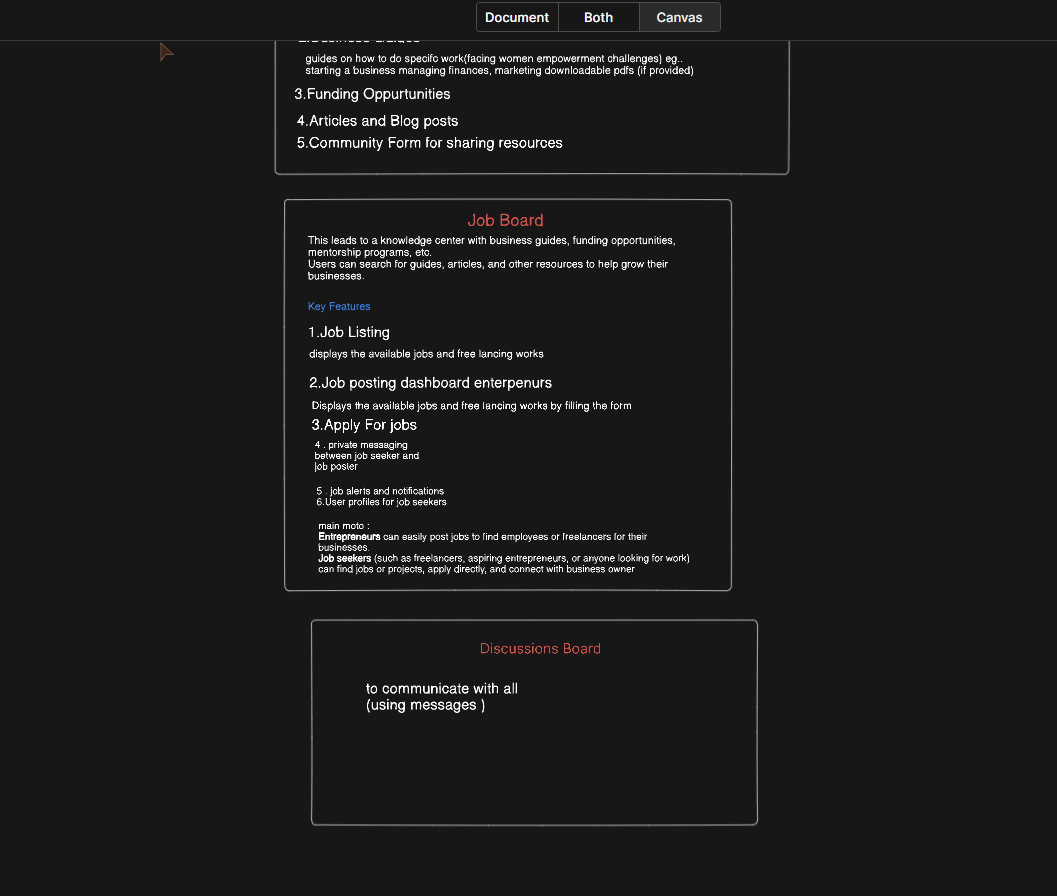 Document
Both
Canvas
guides on how to do specifc work(facing women empowerment challenges) eg..
starting a business managing finances, marketing downloadable pdfs (if provided)
3.Funding Oppurtunities
4.Articles and Blog posts
5.Community Form for sharing resources
Job Board
This leads to a knowledge center with business guides, funding opportunities,
mentorship programs, etc.
Users can search for guides, articles, and other resources to help grow their
businesses.
Key Features
1.Job Listing
displays the available jobs and free lancing works
2.Job posting dashboard enterpenurs
Displays the available jobs and free lancing works by filling the form
3.Apply For jobs
4 . private messaging
between job seeker and
job poster
5 . job alerts and notifications
6.User profiles for job seekers
main moto :
Entrepreneurs can easily post jobs to find employees or freelancers for their
businesses.
Job seekers (such as freelancers, aspiring entrepreneurs, or anyone looking for work)
can find jobs or projects, apply directly, and connect with business owner
Discussions Board
to communicate with all
(using messages )